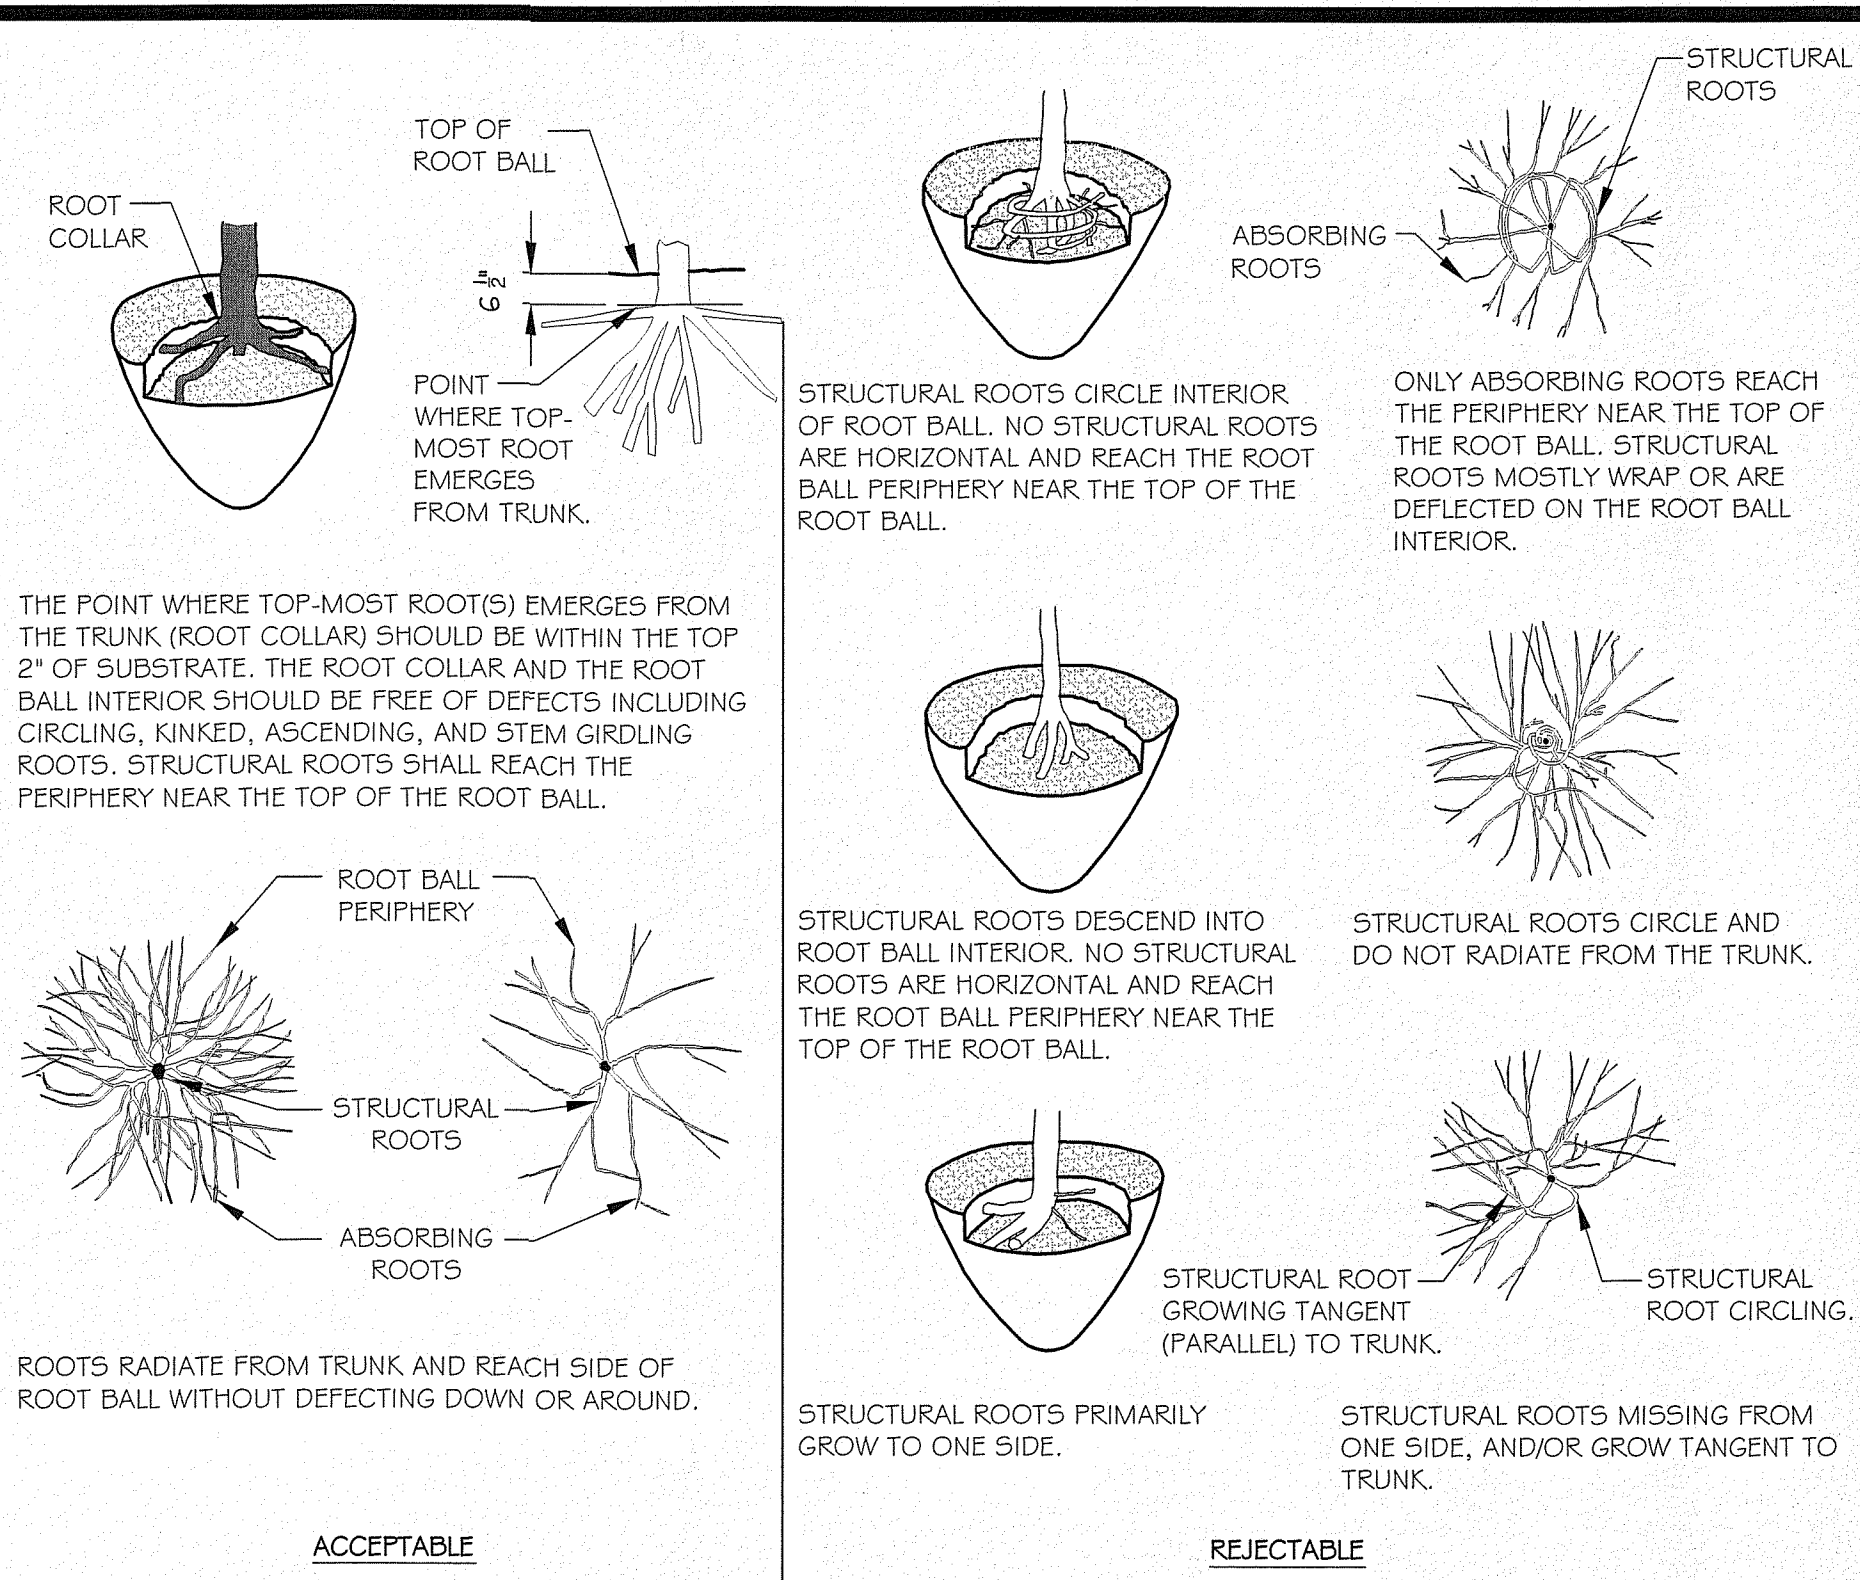 ROOT
COLLAR
TOP OF
ROOT BALL
6 1/2"
POINT
WHERE TOP-
MOST ROOT
EMERGES
FROM TRUNK.
THE POINT WHERE TOP-MOST ROOT(S) EMERGES FROM
THE TRUNK (ROOT COLLAR) SHOULD BE WITHIN THE TOP
2" OF SUBSTRATE. THE ROOT COLLAR AND THE ROOT
BALL INTERIOR SHOULD BE FREE OF DEFECTS INCLUDING
CIRCLING, KINKED, ASCENDING, AND STEM GIRDLING
ROOTS. STRUCTURAL ROOTS SHALL REACH THE
PERIPHERY NEAR THE TOP OF THE ROOT BALL.
ROOT BALL
PERIPHERY
STRUCTURAL
ROOTS
ABSORBING
ROOTS
ROOTS RADIATE FROM TRUNK AND REACH SIDE OF
ROOT BALL WITHOUT DEFECTING DOWN OR AROUND.
ACCEPTABLE
STRUCTURAL ROOTS CIRCLE INTERIOR
OF ROOT BALL. NO STRUCTURAL ROOTS
ARE HORIZONTAL AND REACH THE ROOT
BALL PERIPHERY NEAR THE TOP OF THE
ROOT BALL.
STRUCTURAL
ROOTS
ABSORBING
ROOTS
ONLY ABSORBING ROOTS REACH
THE PERIPHERY NEAR THE TOP OF
THE ROOT BALL. STRUCTURAL
ROOTS MOSTLY WRAP OR ARE
DEFLECTED ON THE ROOT BALL
INTERIOR.
STRUCTURAL ROOTS DESCEND INTO
ROOT BALL INTERIOR. NO STRUCTURAL
ROOTS ARE HORIZONTAL AND REACH
THE ROOT BALL PERIPHERY NEAR THE
TOP OF THE ROOT BALL.
STRUCTURAL ROOTS CIRCLE AND
DO NOT RADIATE FROM THE TRUNK.
STRUCTURAL ROOT
GROWING TANGENT
(PARALLEL) TO TRUNK.
STRUCTURAL
ROOT CIRCLING.
STRUCTURAL ROOTS PRIMARILY
GROW TO ONE SIDE.
STRUCTURAL ROOTS MISSING FROM
ONE SIDE, AND/OR GROW TANGENT TO
TRUNK.
REJECTABLE